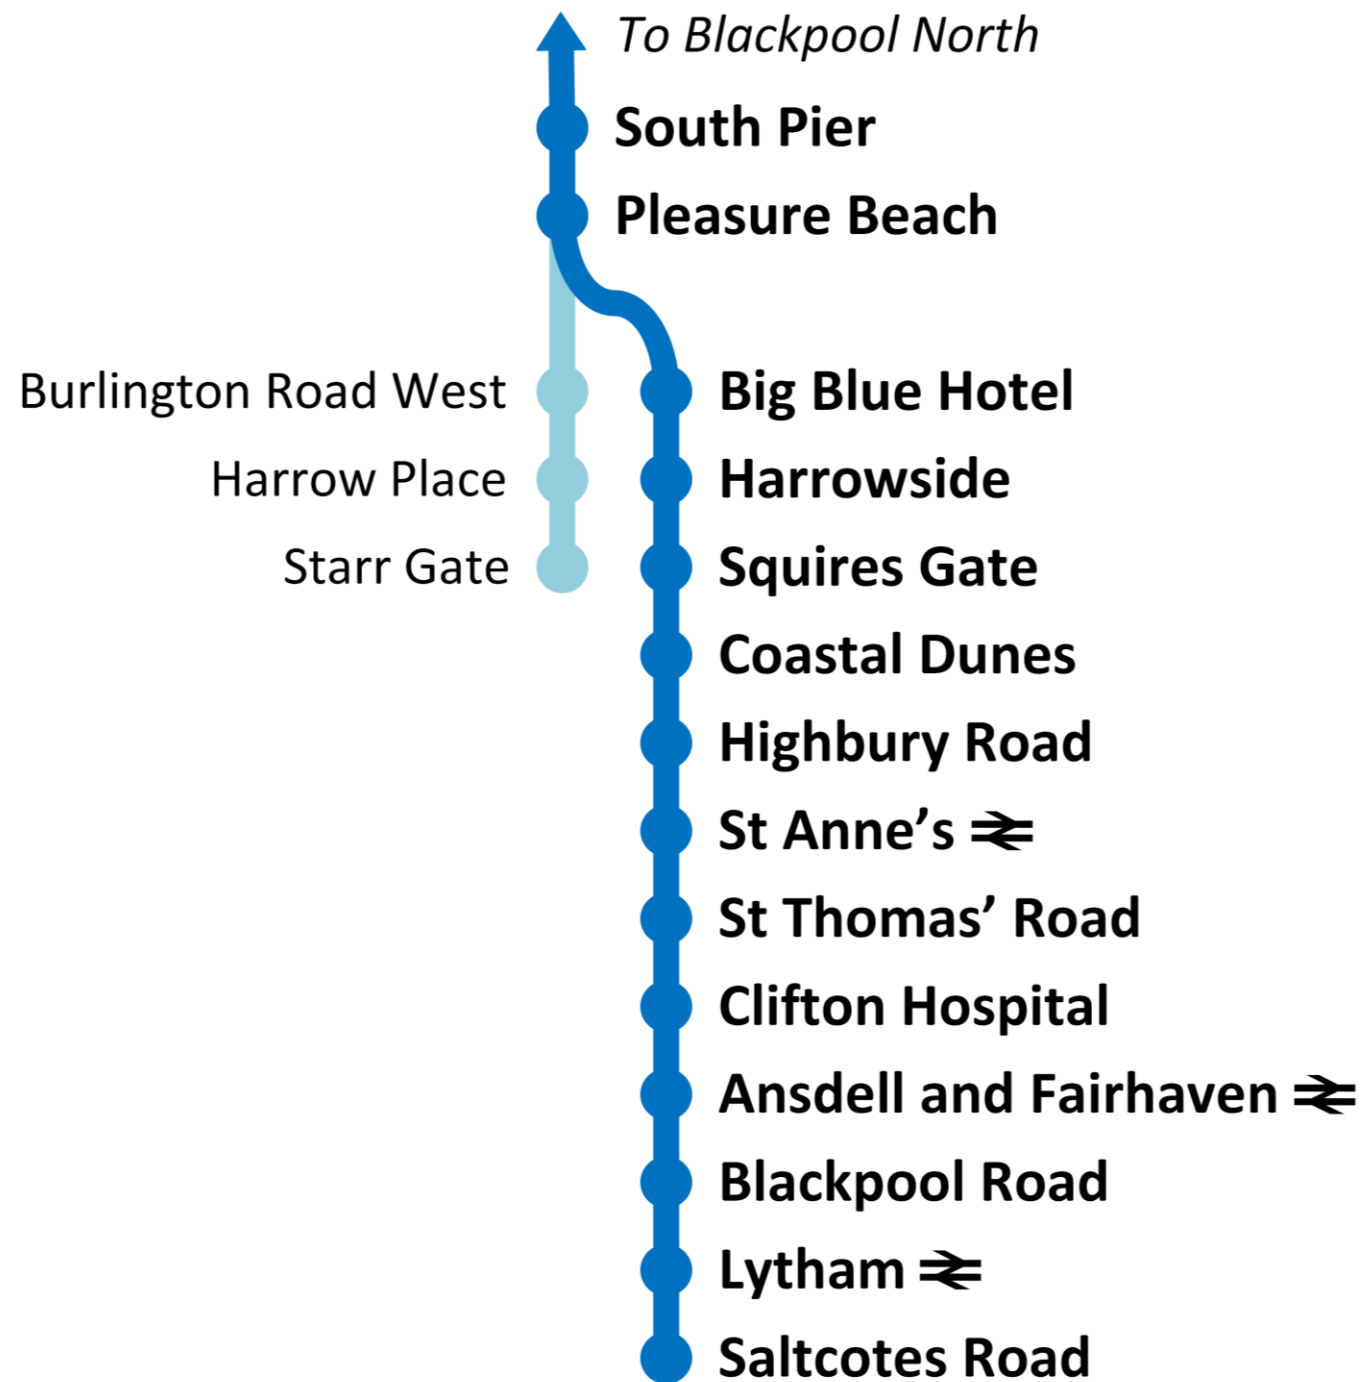 To Blackpool North
South Pier
Pleasure Beach
Burlington Road West
Big Blue Hotel
Harrow Place
Harrowside
Starr Gate
Squires Gate
Coastal Dunes
Highbury Road
St Anne’s
St Thomas’ Road
Clifton Hospital
Ansdell and Fairhaven
Blackpool Road
Lytham
Saltcotes Road